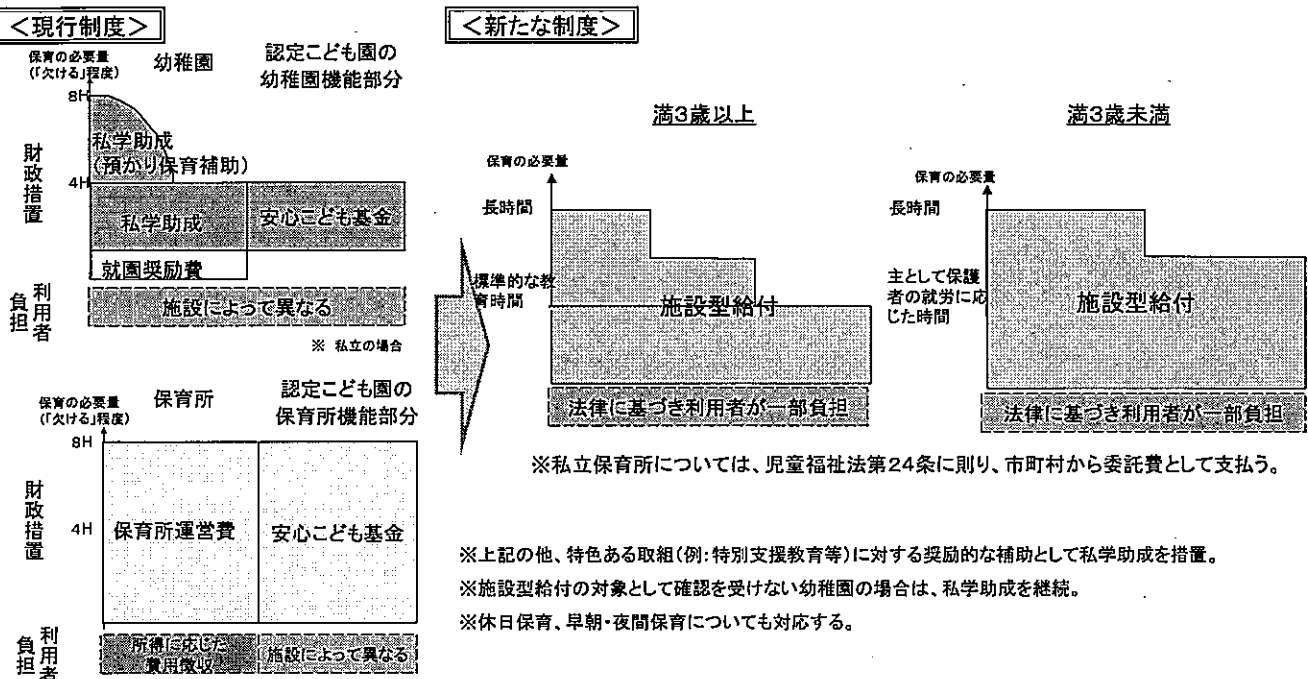 ＜現行制度＞
保育の必要量
(｢欠ける｣程度)
幼稚園
認定こども園の
幼稚園機能部分
8H
私学助成
(預かり保育補助)
財政措置
4H
私学助成
安心こども基金
就園奨励費
利用者
負担
施設によって異なる
※ 私立の場合
保育の必要量
(｢欠ける｣程度)
保育所
認定こども園の
保育所機能部分
8H
財政措置
4H
保育所運営費
安心こども基金
利用者
負担
所得に応じた
費用徴収
施設によって異なる
＜新たな制度＞
満3歳以上
保育の必要量
長時間
標準的な教
育時間
施設型給付
法律に基づき利用者が一部負担
満3歳未満
保育の必要量
長時間
主として保護
者の就労に応
じた時間
施設型給付
法律に基づき利用者が一部負担
※私立保育所については、児童福祉法第24条に則り、市町村から委託費として支払う。
※上記の他、特色ある取組(例:特別支援教育等)に対する奨励的な補助として私学助成を措置。
※施設型給付の対象として確認を受けない幼稚園の場合は、私学助成を継続。
※休日保育、早朝・夜間保育についても対応する。